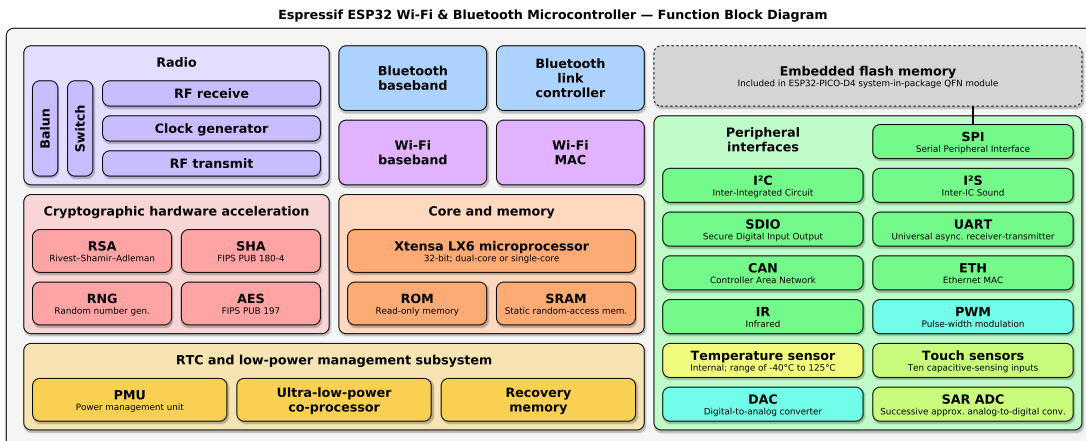 Espressif ESP32 Wi-Fi & Bluetooth Microcontroller — Function Block Diagram
Radio
Balun
Switch
RF receive
Clock generator
RF transmit
Bluetooth
baseband
Bluetooth
link
controller
Wi-Fi
baseband
Wi-Fi
MAC
Embedded flash memory
Included in ESP32-PICO-D4 system-in-package QFN module
Cryptographic hardware acceleration
RSA
Rivest–Shamir–Adleman
SHA
FIPS PUB 180-4
RNG
Random number gen.
AES
FIPS PUB 197
Core and memory
Xtensa LX6 microprocessor
32-bit; dual-core or single-core
ROM
Read-only memory
SRAM
Static random-access mem.
RTC and low-power management subsystem
PMU
Power management unit
Ultra-low-power
co-processor
Recovery
memory
Peripheral
interfaces
SPI
Serial Peripheral Interface
I²C
Inter-Integrated Circuit
I²S
Inter-IC Sound
SDIO
Secure Digital Input Output
UART
Universal async. receiver-transmitter
CAN
Controller Area Network
ETH
Ethernet MAC
IR
Infrared
PWM
Pulse-width modulation
Temperature sensor
Internal; range of -40°C to 125°C
Touch sensors
Ten capacitive-sensing inputs
DAC
Digital-to-analog converter
SAR ADC
Successive approx. analog-to-digital conv.